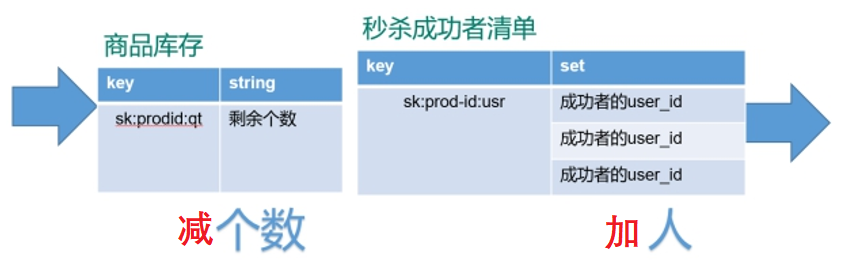 商品库存
key string
sk:prodid:qt 剩余个数
减个数
秒杀成功者清单
key set
sk:prod-id:usr 成功者的user_id
成功者的user_id
成功者的user_id
加人